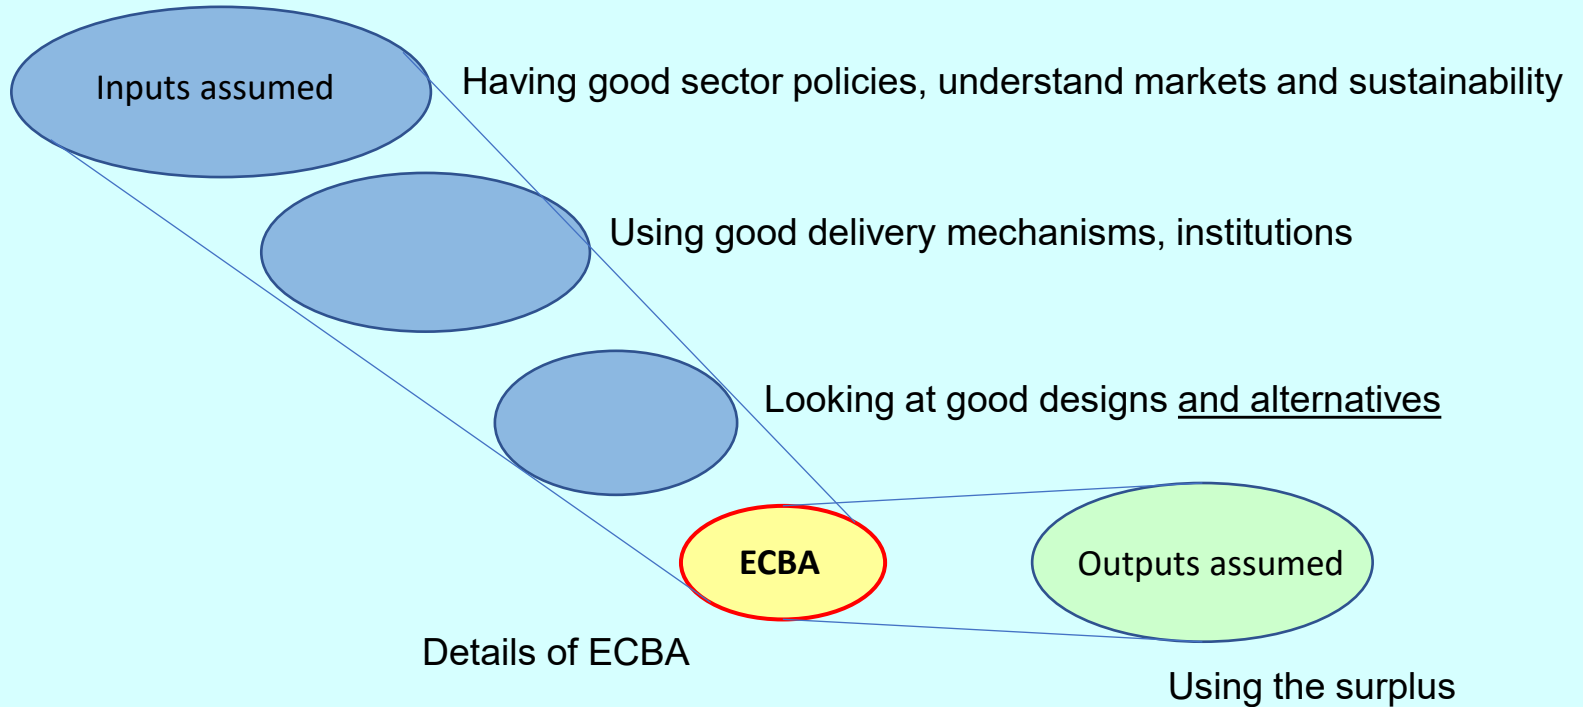 Inputs assumed
Having good sector policies, understand markets and sustainability
Using good delivery mechanisms, institutions
Looking at good designs and alternatives
ECBA
Outputs assumed
Details of ECBA
Using the surplus